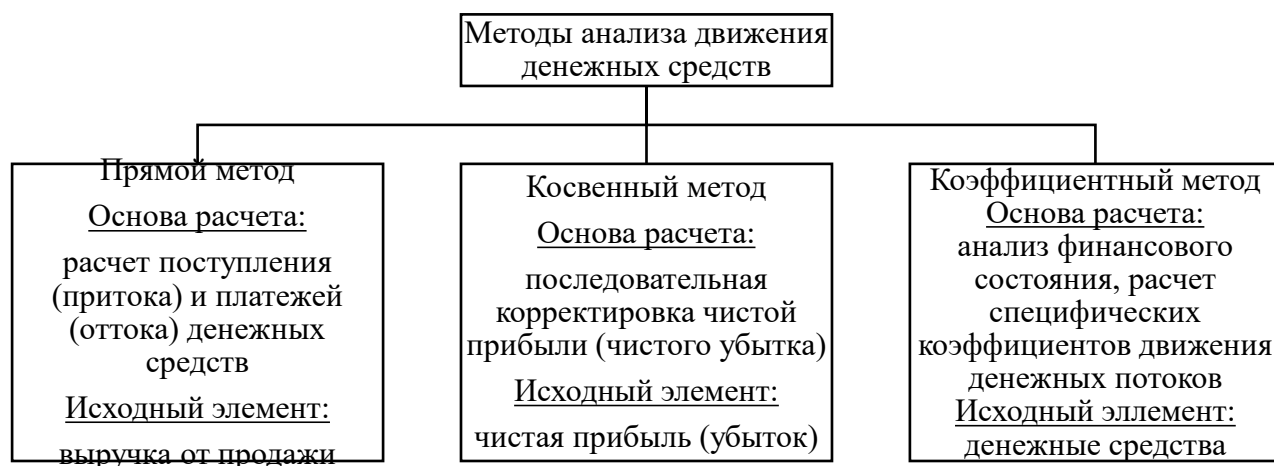 Методы анализа движения
денежных средств
Прямой метод
Основа расчета:
расчет поступления
(притока) и платежей
(оттока) денежных
средств
Исходный элемент:
выручка от продажи
Косвенный метод
Основа расчета:
последовательная
корректировка чистой
прибыли (чистого убытка)
Исходный элемент:
чистая прибыль (убыток)
Коэффициентный метод
Основа расчета:
анализ финансового
состояния, расчет
специфических
коэффициентов движения
денежных потоков
Исходный эллемент:
денежные средства